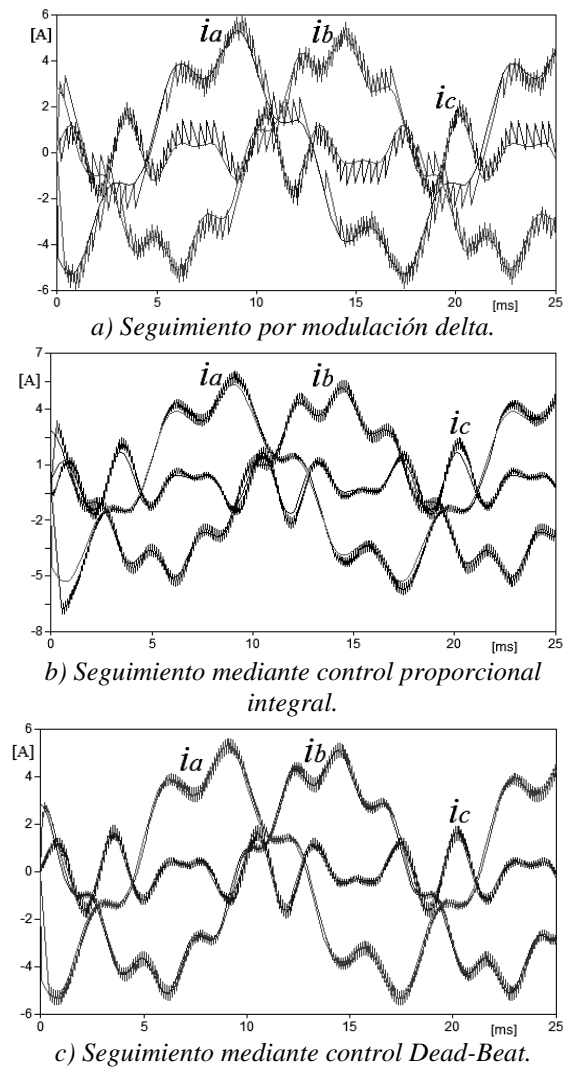 6
[A]
ia
ib
4
2
ic
0
-2
-4
-6
0
5
10
15
20
[ms]
25
a) Seguimiento por modulación delta.
7
[A]
ia
ib
4
ic
1
-2
-5
-8
0
5
10
15
20
[ms]
25
b) Seguimiento mediante control proporcional
integral.
6
[A]
ia
ib
4
2
ic
0
-2
-4
-6
0
5
10
15
20
[ms]
25
c) Seguimiento mediante control Dead-Beat.